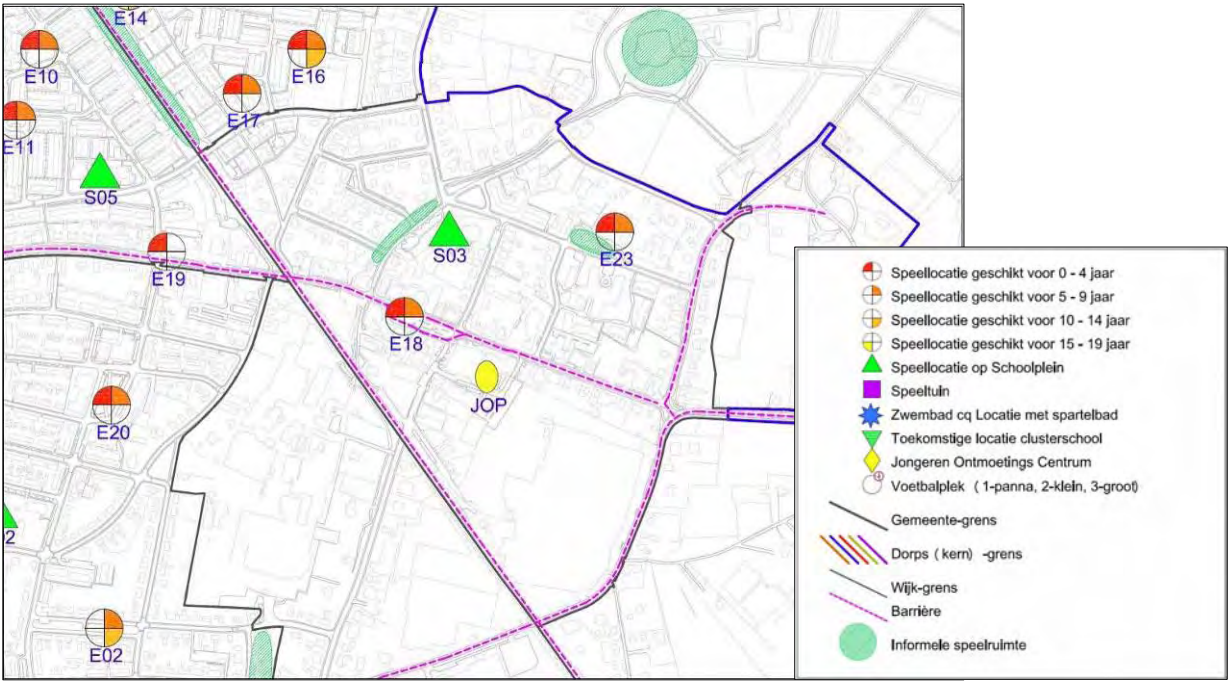 E14
E10
E16
E17
E11
S05
S03
E23
E19
E18
JOP
E20
2
E02
Speellocatie geschikt voor 0 - 4 jaar
Speellocatie geschikt voor 5 - 9 jaar
Speellocatie geschikt voor 10 - 14 jaar
Speellocatie geschikt voor 15 - 19 jaar
Speellocatie op Schoolplein
Speeltuin
Zwembad cq Locatie met spartelbad
Toekomstige locatie clusterschool
Jongeren Ontmoetings Centrum
Voetbalplek ( 1-panna, 2-klein, 3-groot)
Gemeente-grens
Dorps ( kern) -grens
Wijk-grens
Barrière
Informele speelruimte